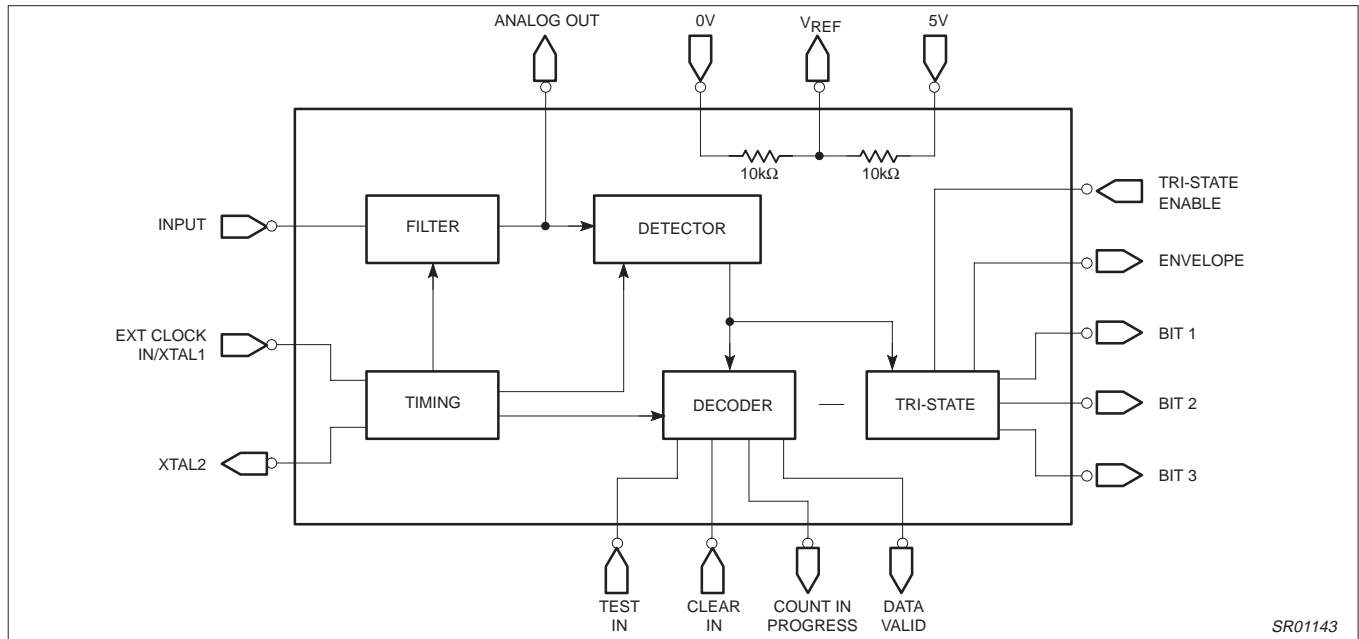 ANALOG OUT
0V
VREF
5V
10kΩ
10kΩ
TRI-STATE
ENABLE
INPUT
FILTER
DETECTOR
ENVELOPE
EXT CLOCK
IN/XTAL1
BIT 1
TIMING
DECODER
TRI-STATE
BIT 2
XTAL2
BIT 3
TEST
IN
CLEAR
IN
COUNT IN
PROGRESS
DATA
VALID
SR01143